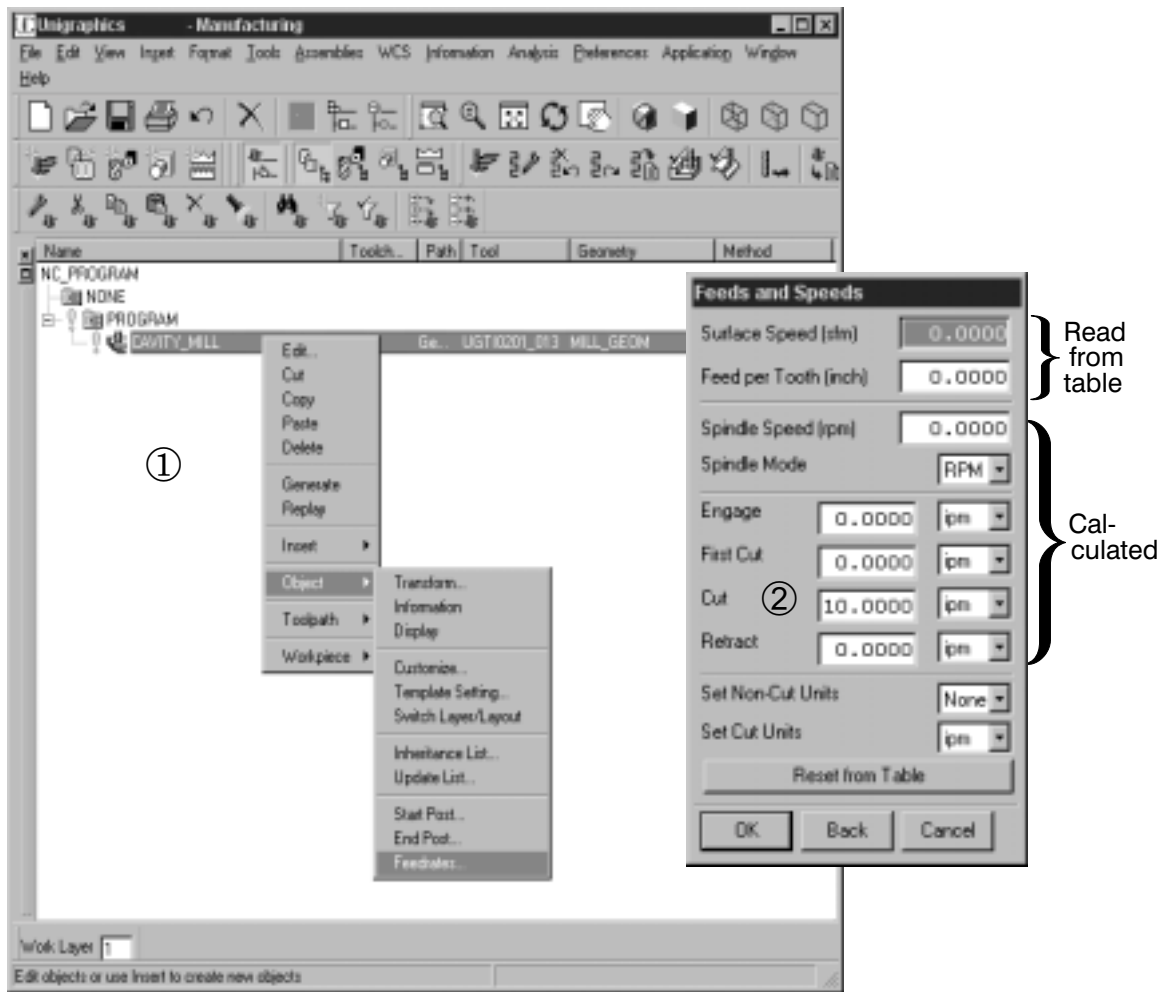 Unigraphics - Manufacturing
File Edit View Insert Format Tools Assemblies WCS Information Analysis Preferences Application Window
Help
Name Toolch... Path Tool Geometry Method
NC_PROGRAM
NONE
PROGRAM
CAVITY_MILL Ge... UGTI0201_013 MILL_GEOM
①
Edit...
Cut
Copy
Paste
Delete
Generate
Replay
Insert
Object
Toolpath
Workpiece
Transform...
Information
Display
Customize...
Template Setting...
Switch Layer/Layout
Inheritance List...
Update List...
Start Post...
End Post...
Feedrates...
Work Layer 1
Edit objects or use Insert to create new objects
Feeds and Speeds
Surface Speed (sfm) 0.0000
Feed per Tooth (inch) 0.0000
Spindle Speed (rpm) 0.0000
Spindle Mode RPM
Engage 0.0000 ipm
First Cut 0.0000 ipm
Cut ② 10.0000 ipm
Retract 0.0000 ipm
Set Non-Cut Units None
Set Cut Units ipm
Reset from Table
OK Back Cancel
Read
from
table
Cal-
culated